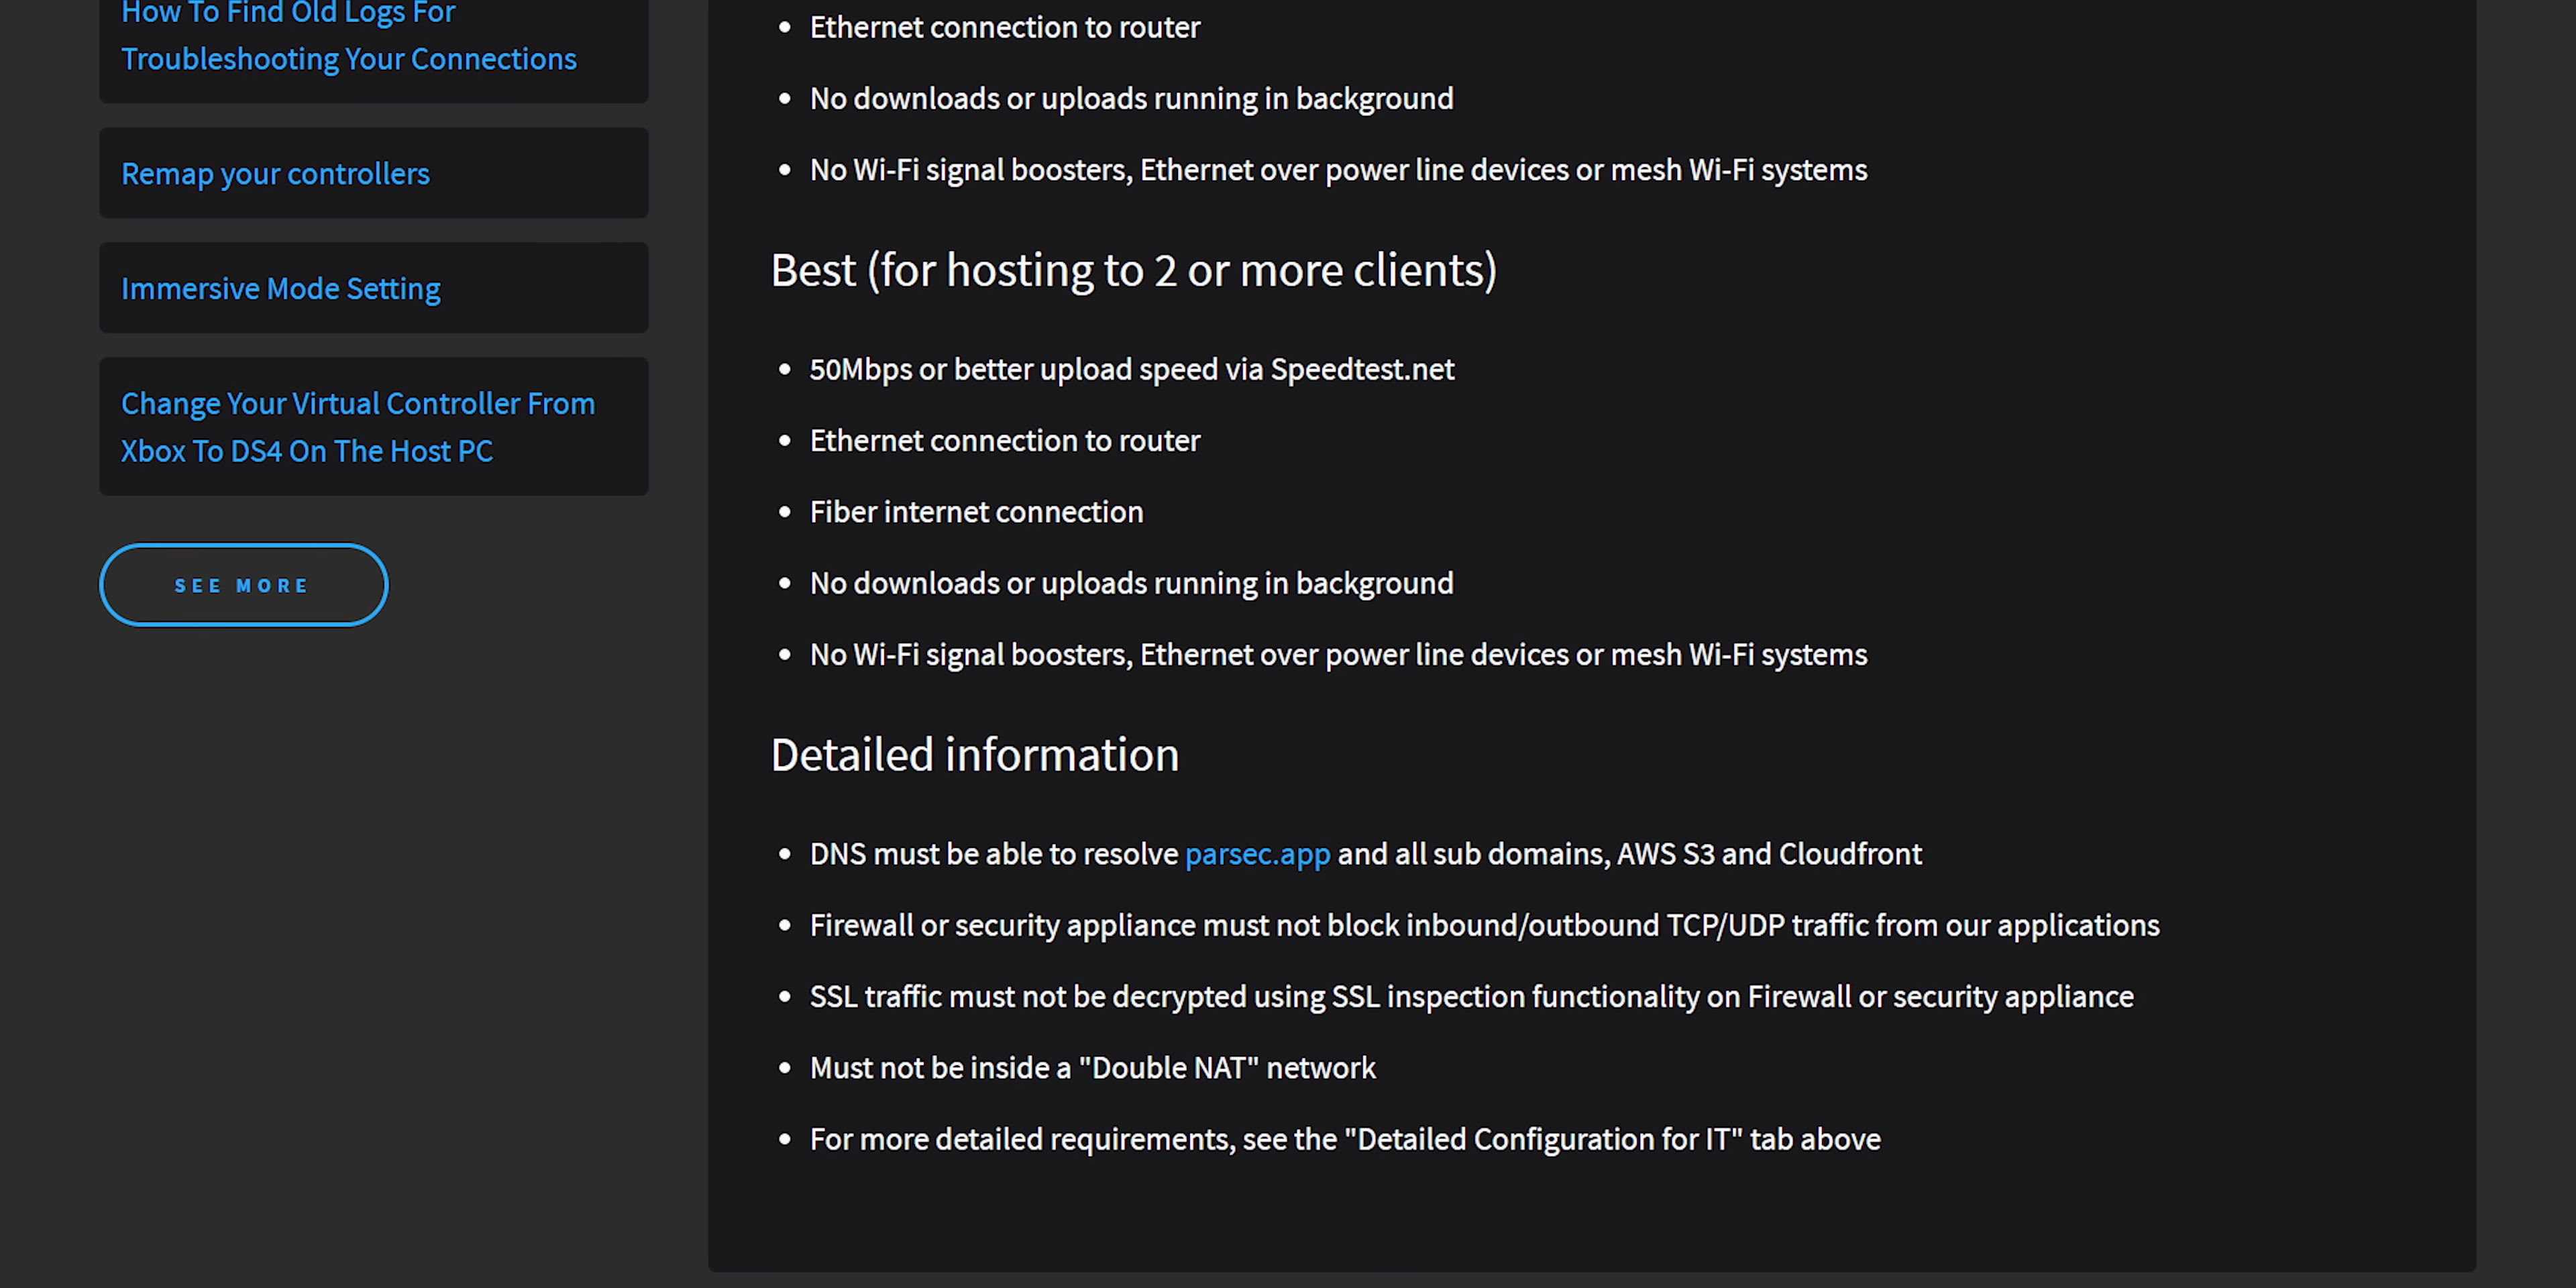 How To Find Old Logs For
Troubleshooting Your Connections
Remap your controllers
Immersive Mode Setting
Change Your Virtual Controller From
Xbox To DS4 On The Host PC
SEE MORE
• Ethernet connection to router
• No downloads or uploads running in background
• No Wi-Fi signal boosters, Ethernet over power line devices or mesh Wi-Fi systems
Best (for hosting to 2 or more clients)
• 50Mbps or better upload speed via Speedtest.net
• Ethernet connection to router
• Fiber internet connection
• No downloads or uploads running in background
• No Wi-Fi signal boosters, Ethernet over power line devices or mesh Wi-Fi systems
Detailed information
• DNS must be able to resolve parsec.app and all sub domains, AWS S3 and Cloudfront
• Firewall or security appliance must not block inbound/outbound TCP/UDP traffic from our applications
• SSL traffic must not be decrypted using SSL inspection functionality on Firewall or security appliance
• Must not be inside a "Double NAT" network
• For more detailed requirements, see the "Detailed Configuration for IT" tab above